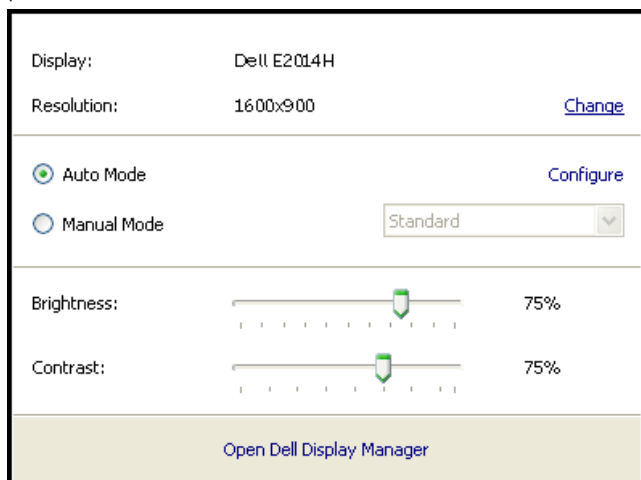 Display: Dell E2014H
Resolution: 1600x900 Change
Auto Mode Configure
Manual Mode Standard
Brightness: 75%
Contrast: 75%
Open Dell Display Manager